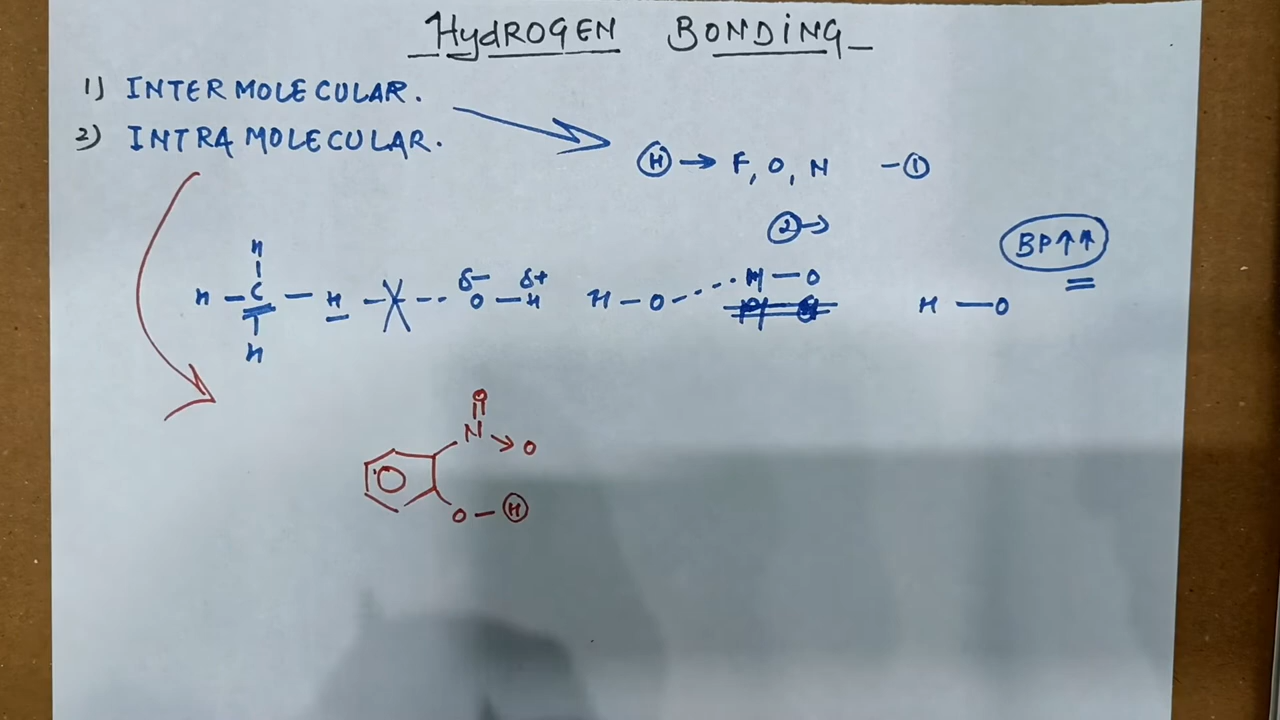 HydROGEN BONDING
1) INTERMOLECULAR.
2) INTRAMOLECULAR.
H → F, O, N -①
②→
BP↑↑
H
H - C - H - - - O - H
δ- δ+
H
H - O - - - H - O
H - O
O
N → O
O - H